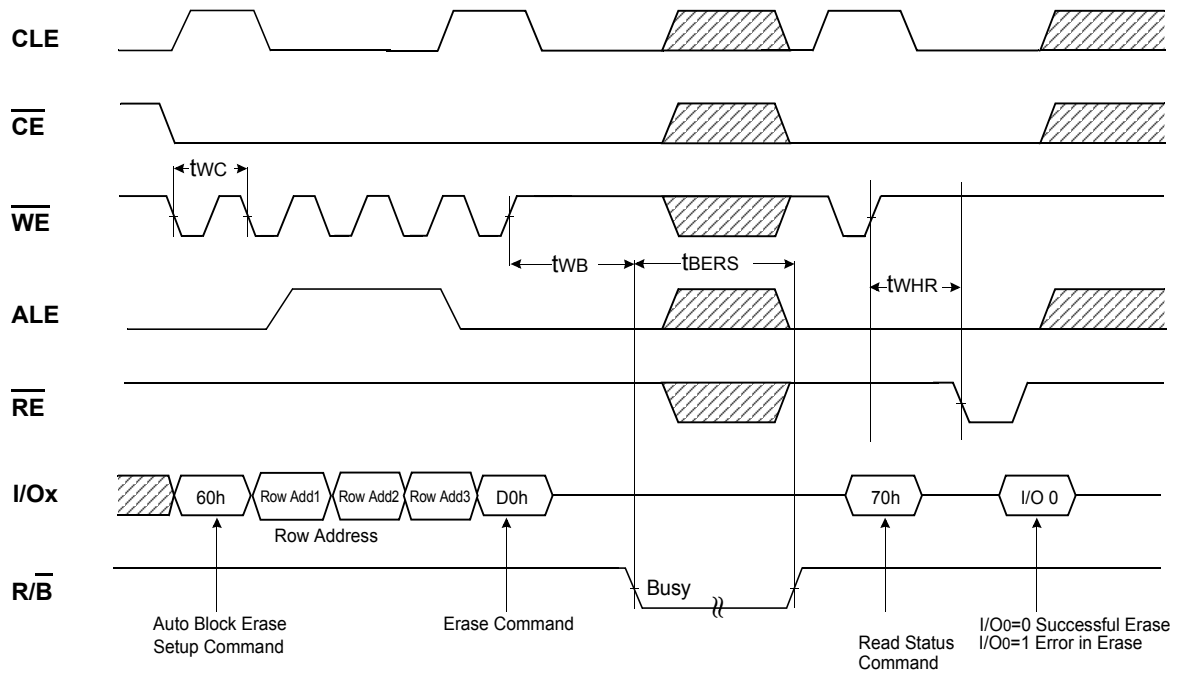 CLE
CE
tWC
WE
tWB
tBERS
tWHR
ALE
RE
I/Ox
60h
Row Add1
Row Add2
Row Add3
D0h
70h
I/O 0
Row Address
R/B
Busy
Auto Block Erase
Setup Command
Erase Command
Read Status
Command
I/O0=0 Successful Erase
I/O0=1 Error in Erase